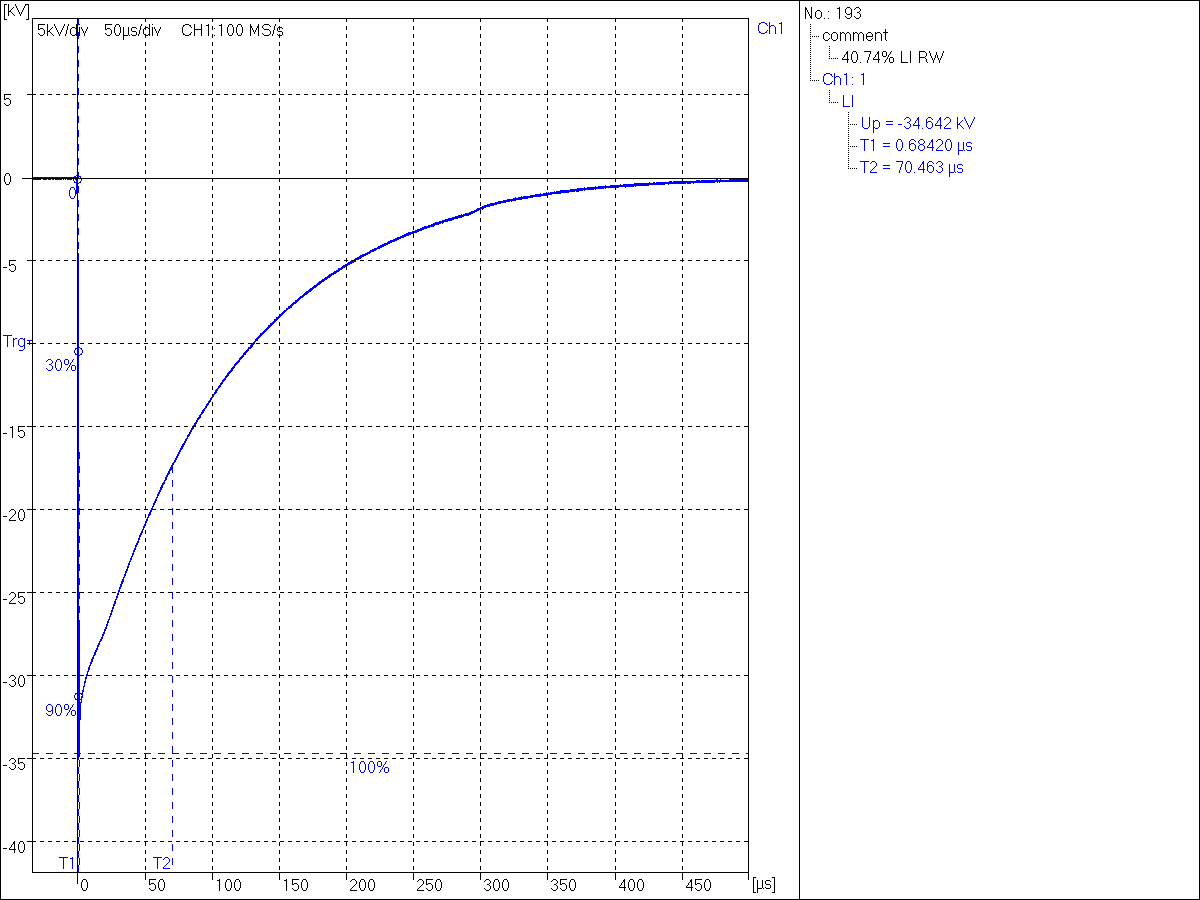 [kV]
5kV/div 50µs/div CH1:100 MS/s
Ch1
5
0
0
-5
Trg
30%
-15
-20
-25
-30
90%
-35
100%
-40
T1
T2
0 50 100 150 200 250 300 350 400 450 [µs]
No.: 193
comment
40.74% LI RW
Ch1: 1
LI
Up = -34.642 kV
T1 = 0.68420 µs
T2 = 70.463 µs